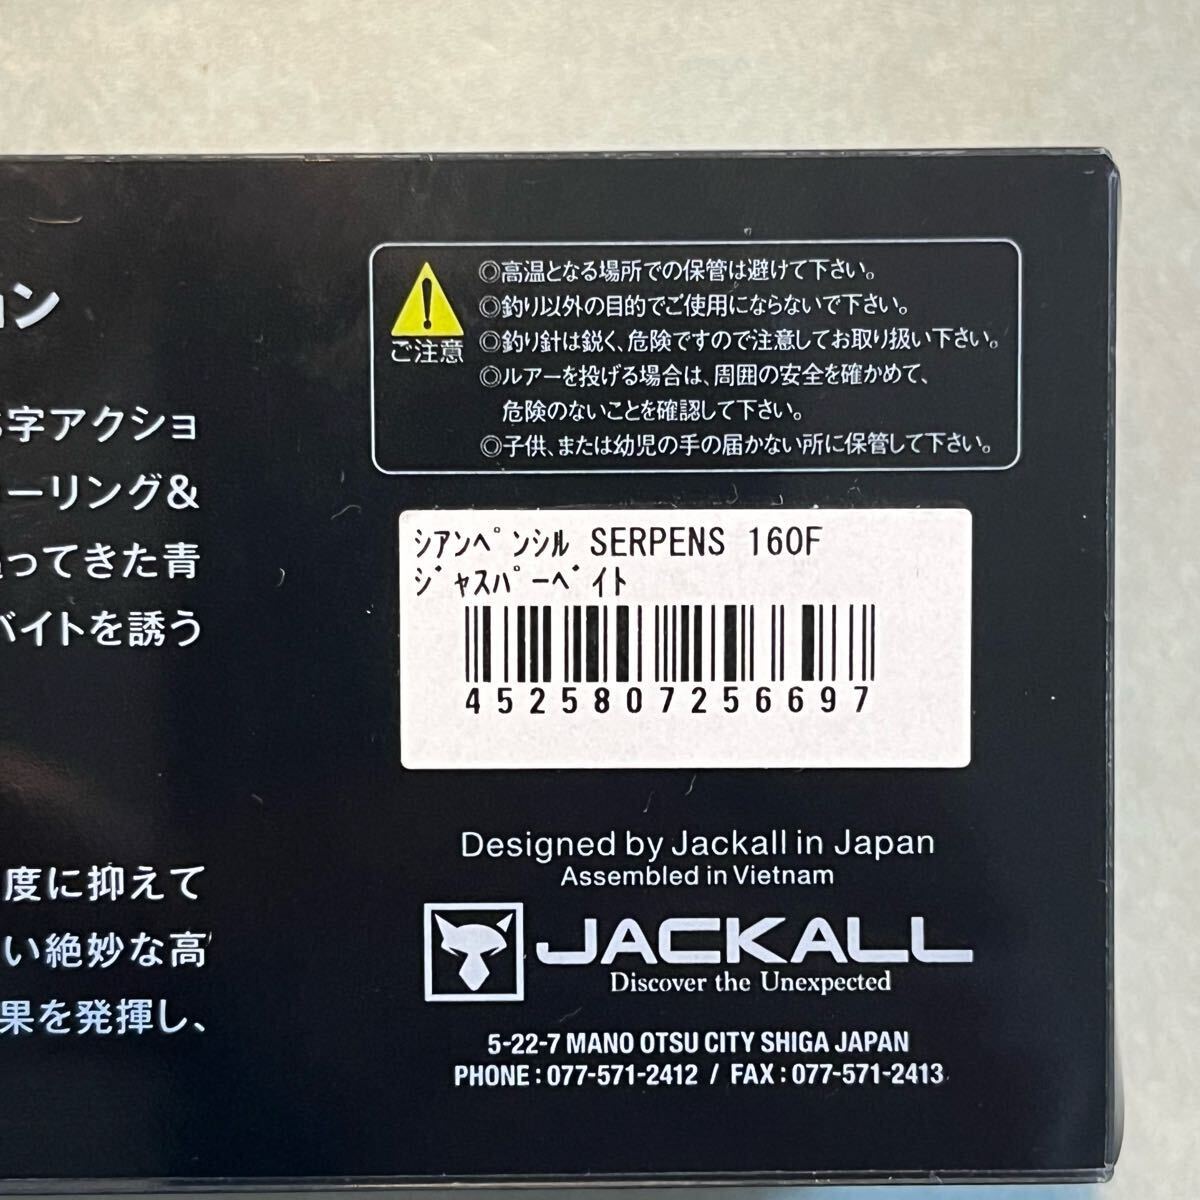 ョン
S字アクショ
ーリング&
追ってきた青
バイトを誘う
度に抑えて
い絶妙な高
果を発揮し、
ご注意
◎高温となる場所での保管は避けて下さい。
◎釣り以外の目的でご使用にならないで下さい。
◎釣り針は鋭く、危険ですので注意してお取り扱い下さい。
◎ルアーを投げる場合は、周囲の安全を確かめて、
危険のないことを確認して下さい。
◎子供、または幼児の手の届かない所に保管して下さい。
ｼｱﾝﾍﾟﾝｼﾙ SERPENS 160F
ｼﾞｬｽﾊﾟｰﾍﾞｲﾄ
4525807256697
Designed by Jackall in Japan
Assembled in Vietnam
JACKALL
Discover the Unexpected
5-22-7 MANO OTSU CITY SHIGA JAPAN
PHONE : 077-571-2412 / FAX : 077-571-2413